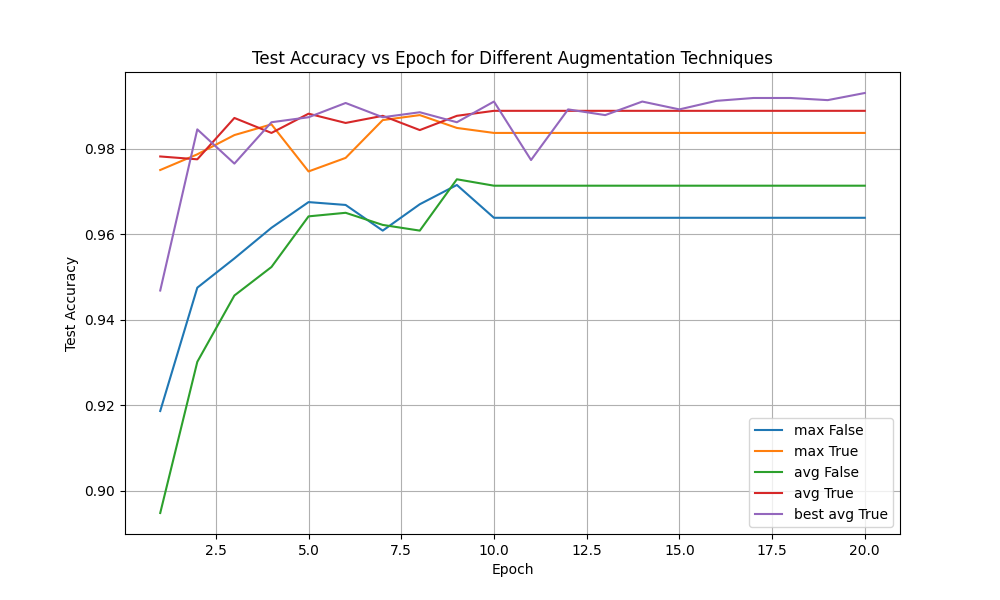 Test Accuracy vs Epoch for Different Augmentation Techniques
Test Accuracy
0.98
0.96
0.94
0.92
0.90
max False
max True
avg False
avg True
best avg True
2.5 5.0 7.5 10.0 12.5 15.0 17.5 20.0
Epoch